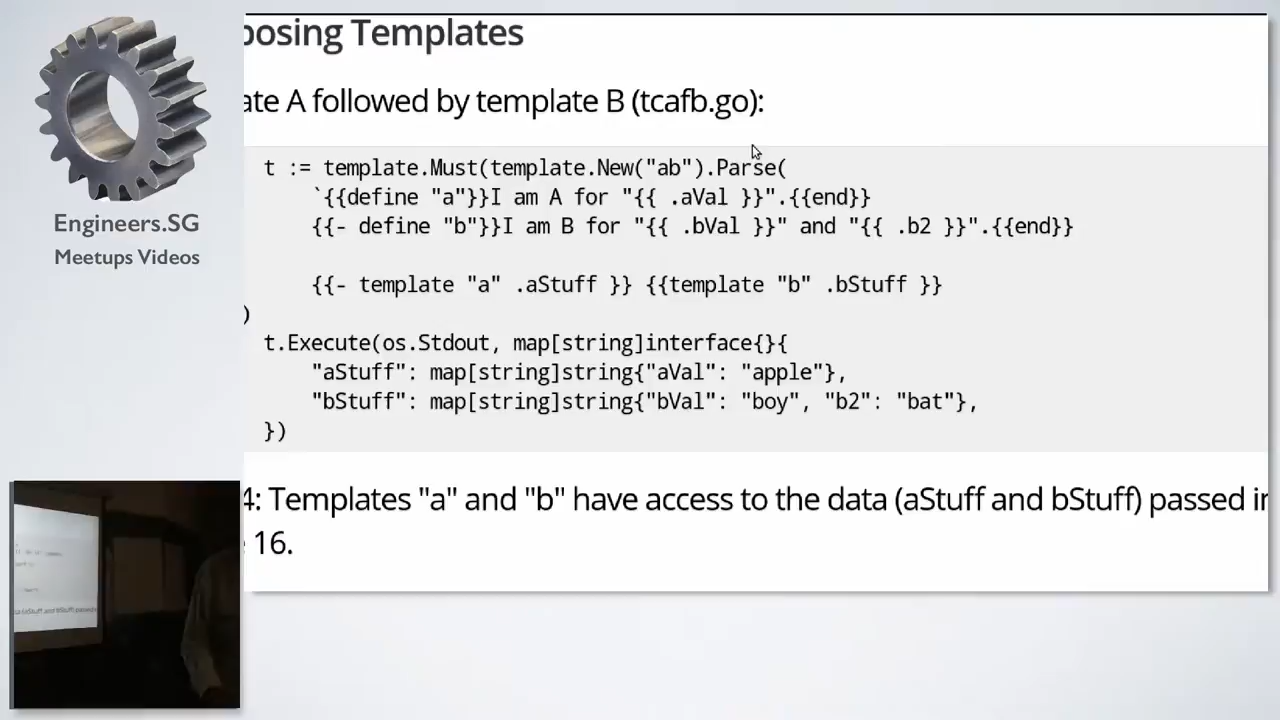 posing Templates
ate A followed by template B (tcafb.go):
t := template.Must(template.New("ab").Parse(
`{{define "a"}}I am A for "{{ .aVal }}".{{end}}
{{- define "b"}}I am B for "{{ .bVal }}" and "{{ .b2 }}".{{end}}
{{- template "a" .aStuff }} {{template "b" .bStuff }}
)
t.Execute(os.Stdout, map[string]interface{}{
"aStuff": map[string]string{"aVal": "apple"},
"bStuff": map[string]string{"bVal": "boy", "b2": "bat"},
})
4: Templates "a" and "b" have access to the data (aStuff and bStuff) passed in
16.
Engineers.SG
Meetups Videos